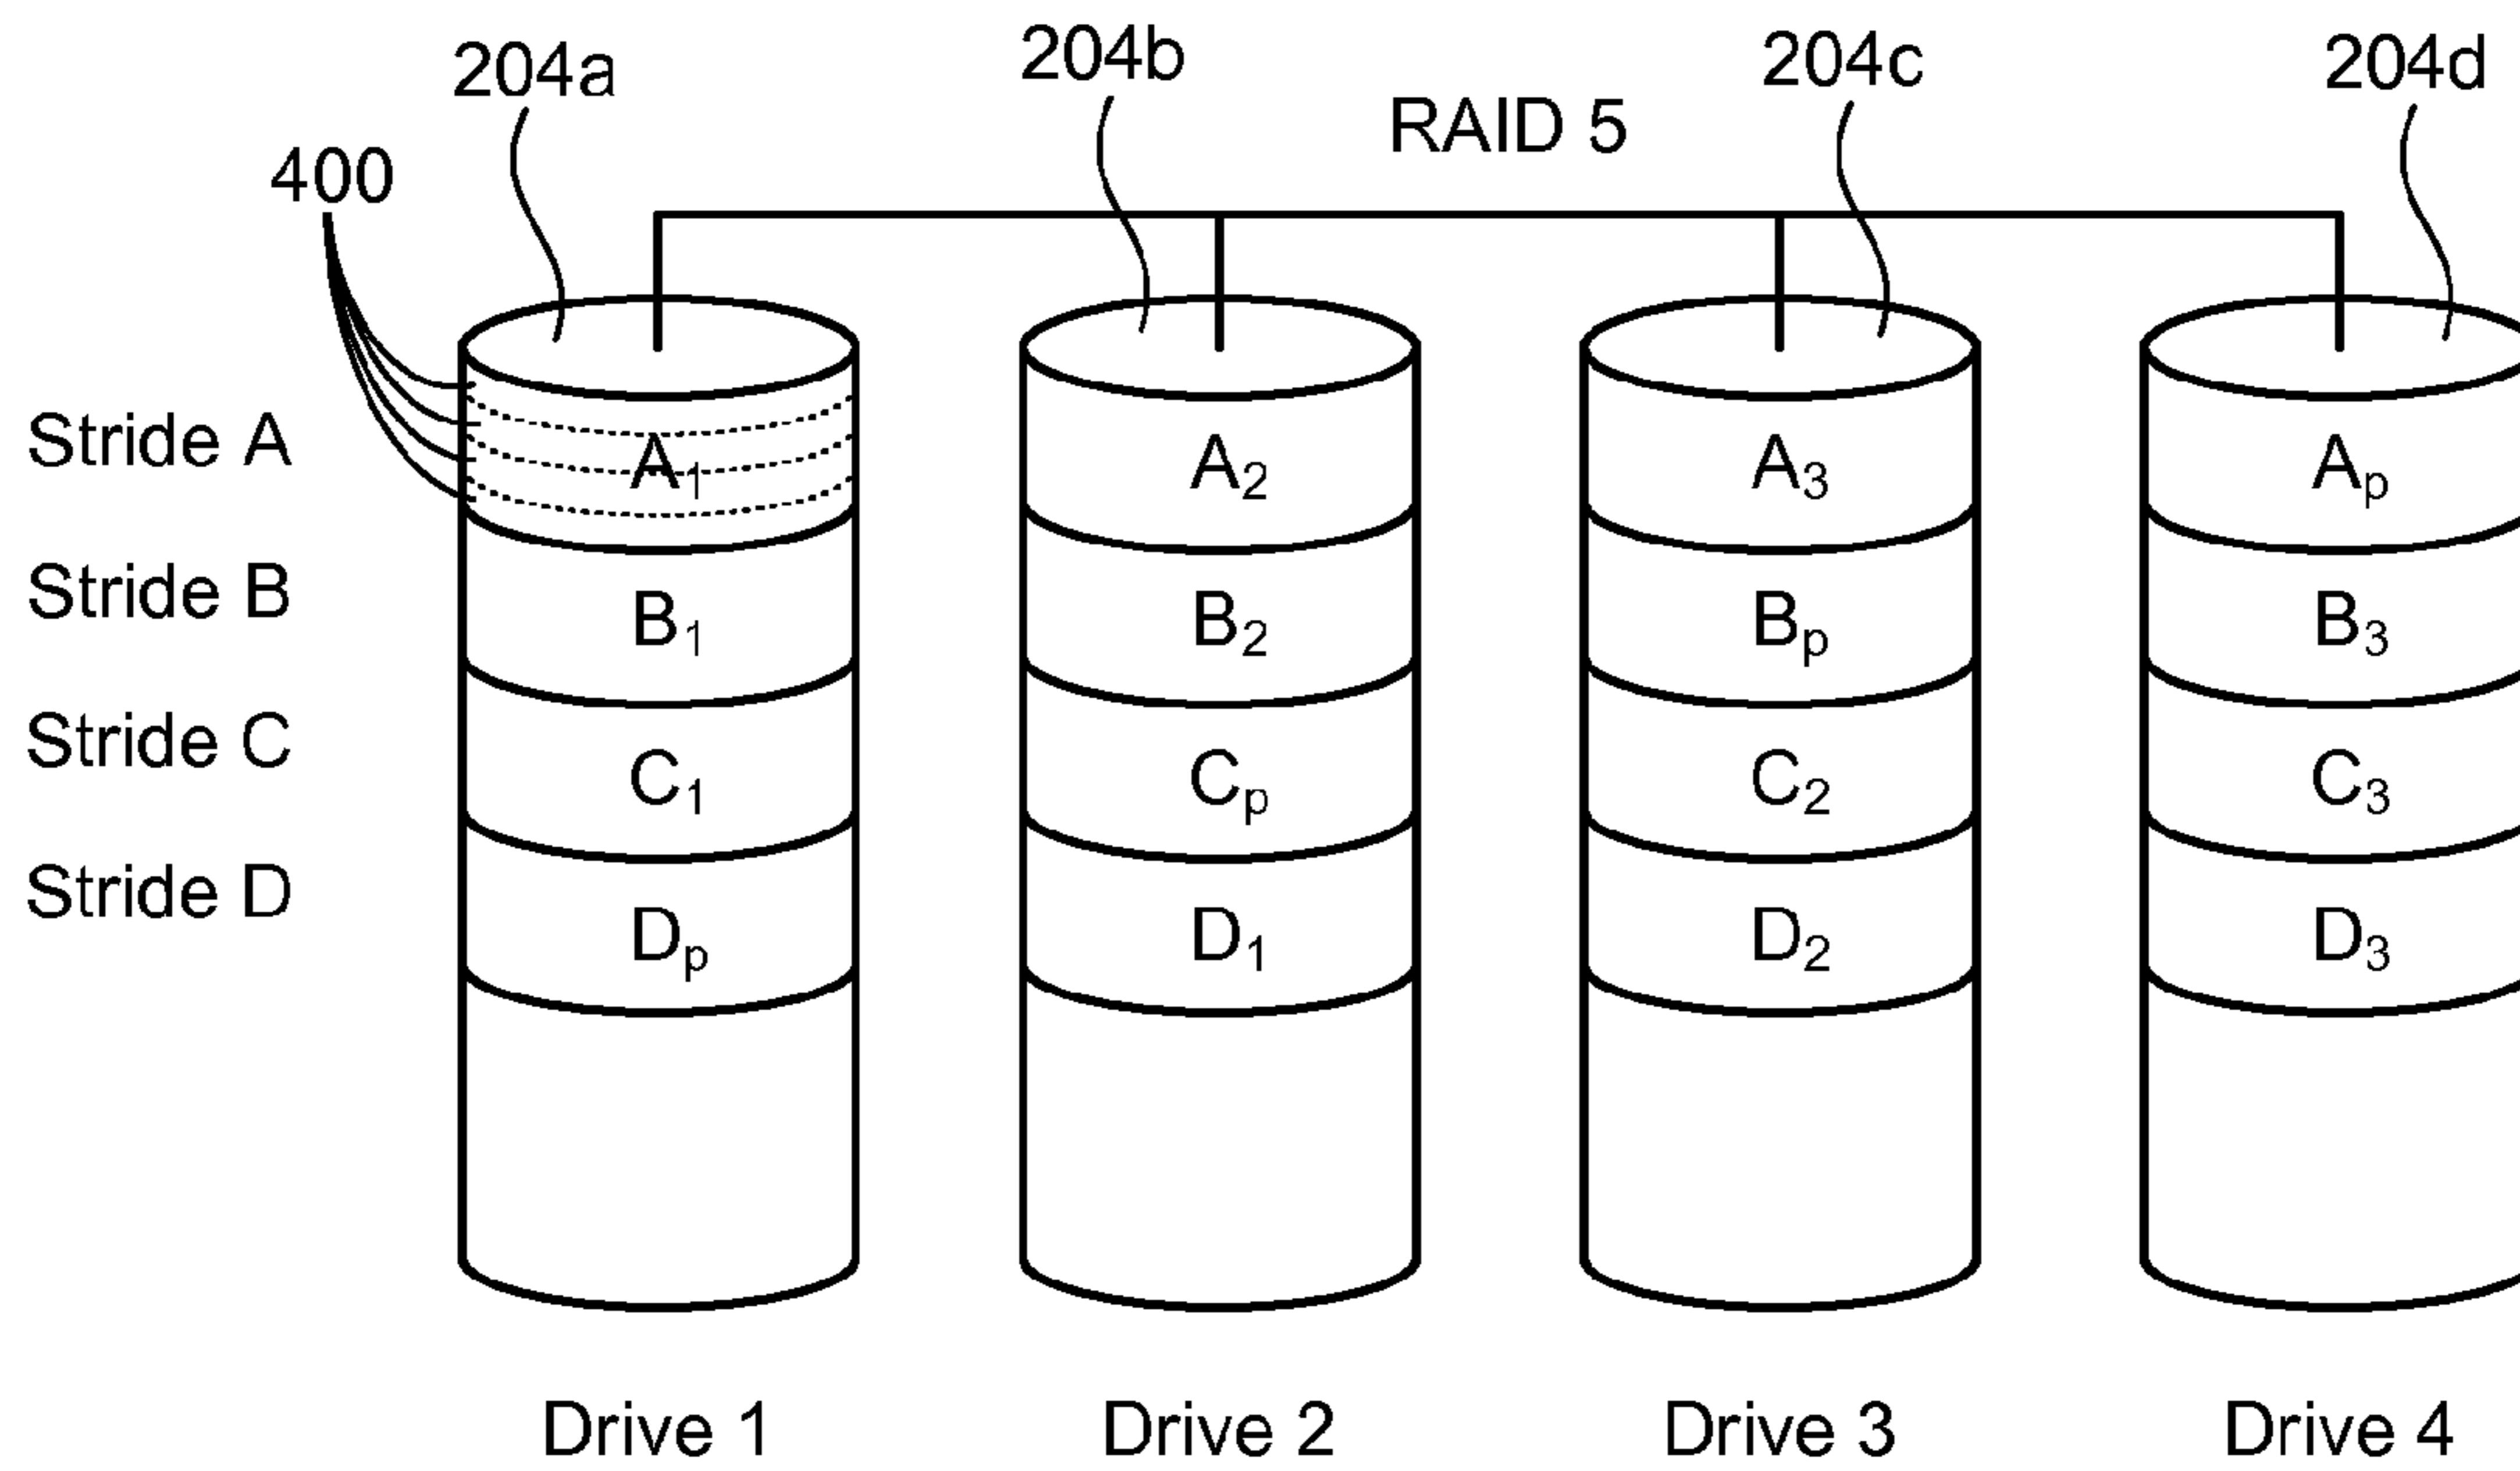 204a 204b 204c 204d
RAID 5
400
Stride A A₁ A₂ A₃ Aₚ
Stride B B₁ B₂ Bₚ B₃
Stride C C₁ Cₚ C₂ C₃
Stride D Dₚ D₁ D₂ D₃
Drive 1 Drive 2 Drive 3 Drive 4